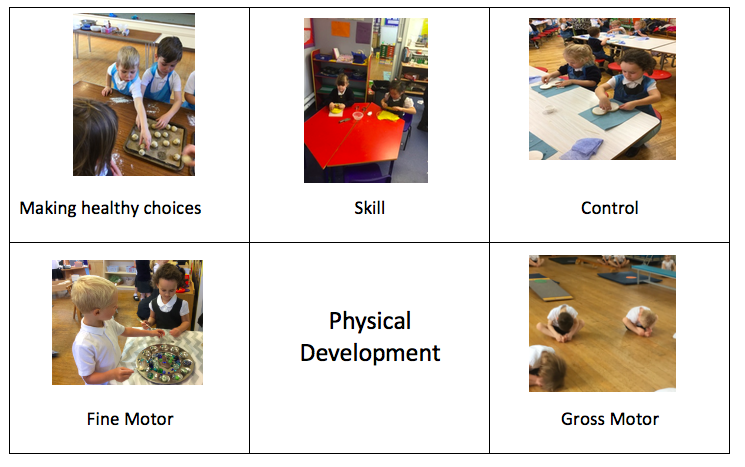 Making healthy choices
Skill
Control
Fine Motor
Physical
Development
Gross Motor